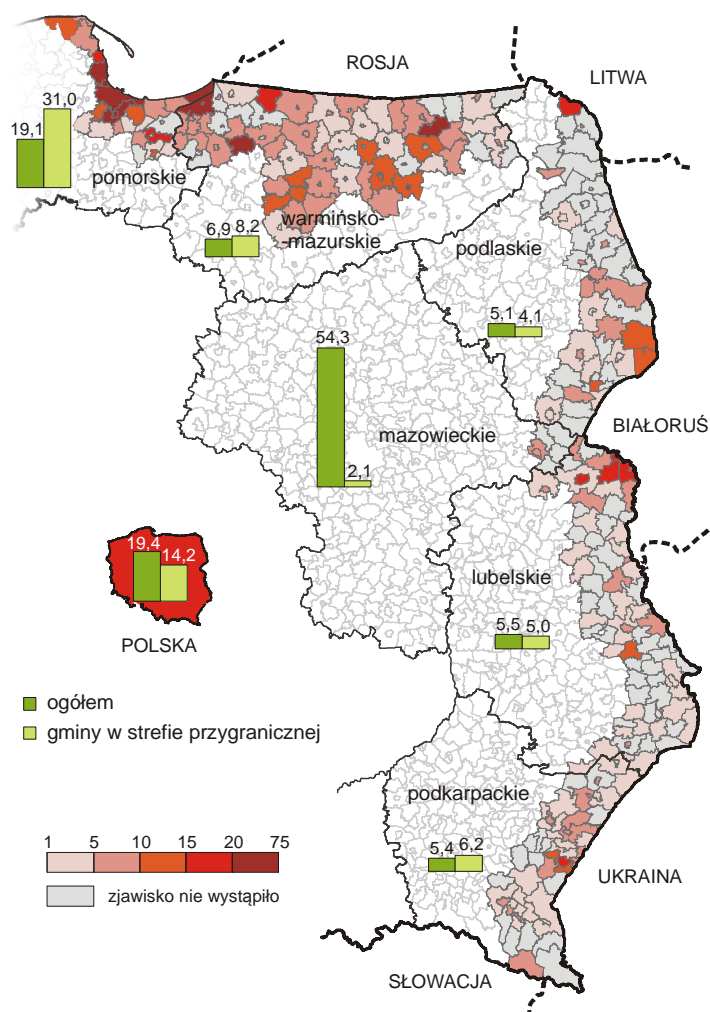 ROSJA
LITWA
31,0
19,1
pomorskie
6,9 8,2
warmińsko-
-mazurskie
podlaskie
5,1 4,1
54,3
mazowieckie
2,1
BIAŁORUŚ
19,4
14,2
POLSKA
lubelskie
5,5 5,0
ogółem
gminy w strefie przygranicznej
podkarpackie
5,4 6,2
1 5 10 15 20 75
zjawisko nie wystąpiło
UKRAINA
SŁOWACJA